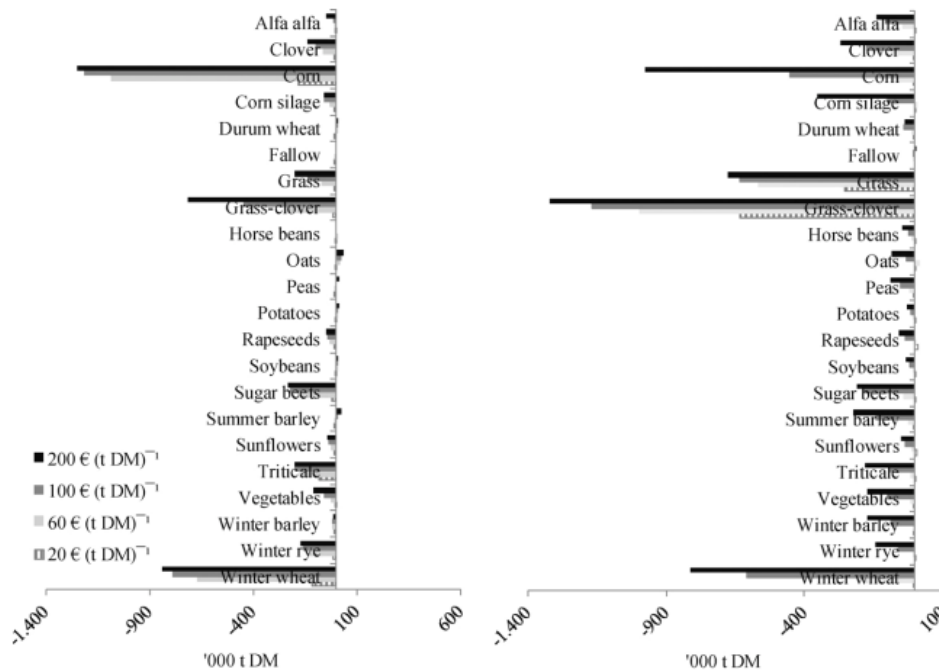 Alfa alfa
Clover
Corn
Corn silage
Durum wheat
Fallow
Grass
Grass-clover
Horse beans
Oats
Peas
Potatoes
Rapeseeds
Soybeans
Sugar beets
Summer barley
Sunflowers
Triticale
Vegetables
Winter barley
Winter rye
Winter wheat
200 € (t DM)⁻¹
100 € (t DM)⁻¹
60 € (t DM)⁻¹
20 € (t DM)⁻¹
-1.400 -900 -400 100 600
'000 t DM
Alfa alfa
Clover
Corn
Corn silage
Durum wheat
Fallow
Grass
Grass-clover
Horse beans
Oats
Peas
Potatoes
Rapeseeds
Soybeans
Sugar beets
Summer barley
Sunflowers
Triticale
Vegetables
Winter barley
Winter rye
Winter wheat
-1.400 -900 -400 100
'000 t DM